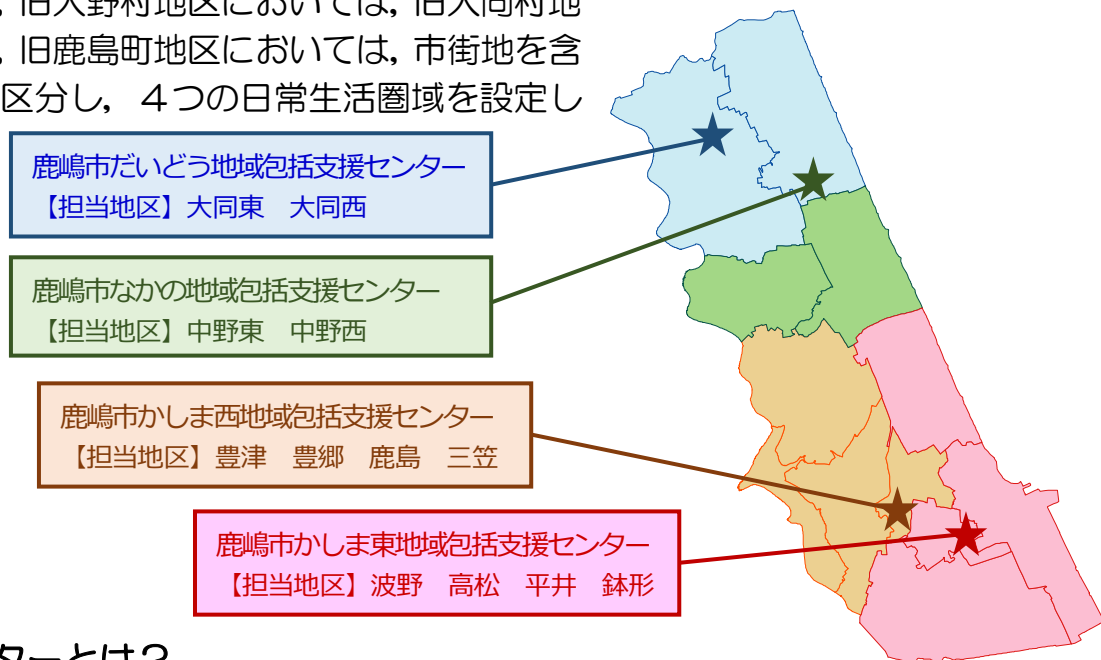 旧大野村地区においては，旧大同村地
旧鹿島町地区においては，市街地を含
区分し，４つの日常生活圏域を設定し
鹿嶋市だいどう地域包括支援センター
【担当地区】大同東　大同西
鹿嶋市なかの地域包括支援センター
【担当地区】中野東　中野西
鹿嶋市かしま西地域包括支援センター
【担当地区】豊津　豊郷　鹿島　三笠
鹿嶋市かしま東地域包括支援センター
【担当地区】波野　高松　平井　鉢形
ターとは？